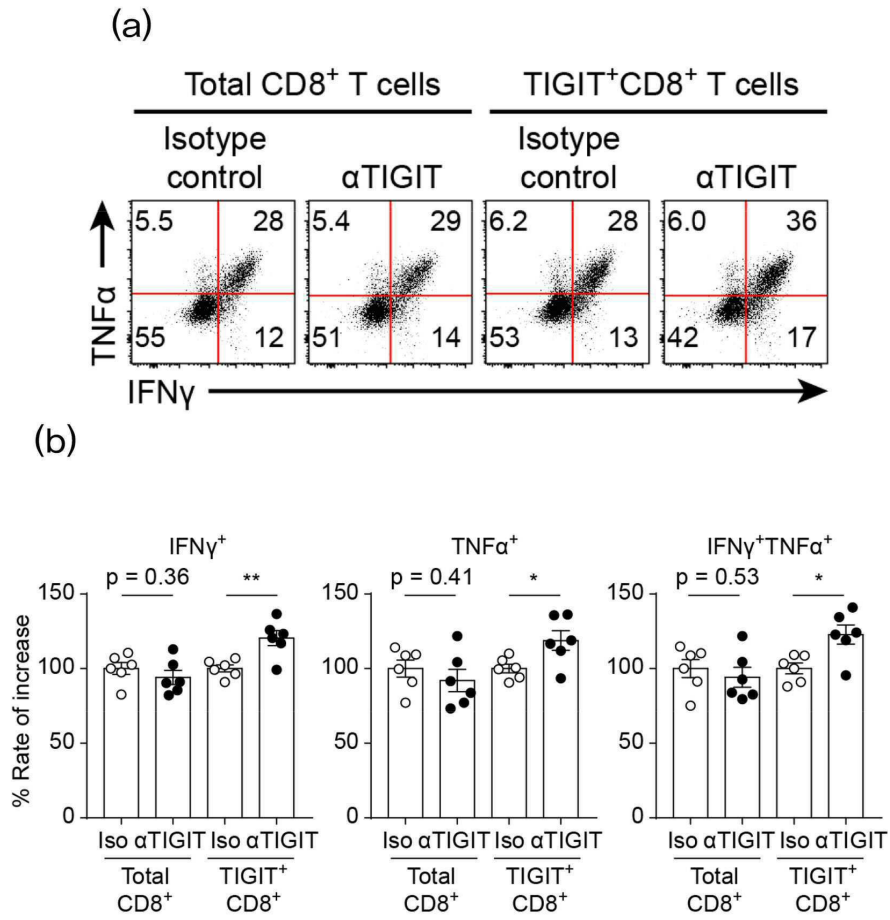 (a)
Total CD8+ T cells TIGIT+CD8+ T cells
Isotype control αTIGIT Isotype control αTIGIT
5.5 28 5.4 29 6.2 28 6.0 36
TNFα
55 12 51 14 53 13 42 17
IFNγ
(b)
IFNγ+ TNFα+ IFNγ+TNFα+
p = 0.36 ** p = 0.41 * p = 0.53 *
% Rate of increase
150 150 150
100 100 100
50 50 50
0 0 0
Iso αTIGIT Iso αTIGIT Iso αTIGIT Iso αTIGIT Iso αTIGIT Iso αTIGIT
Total TIGIT+ Total TIGIT+ Total TIGIT+
CD8+ CD8+ CD8+ CD8+ CD8+ CD8+